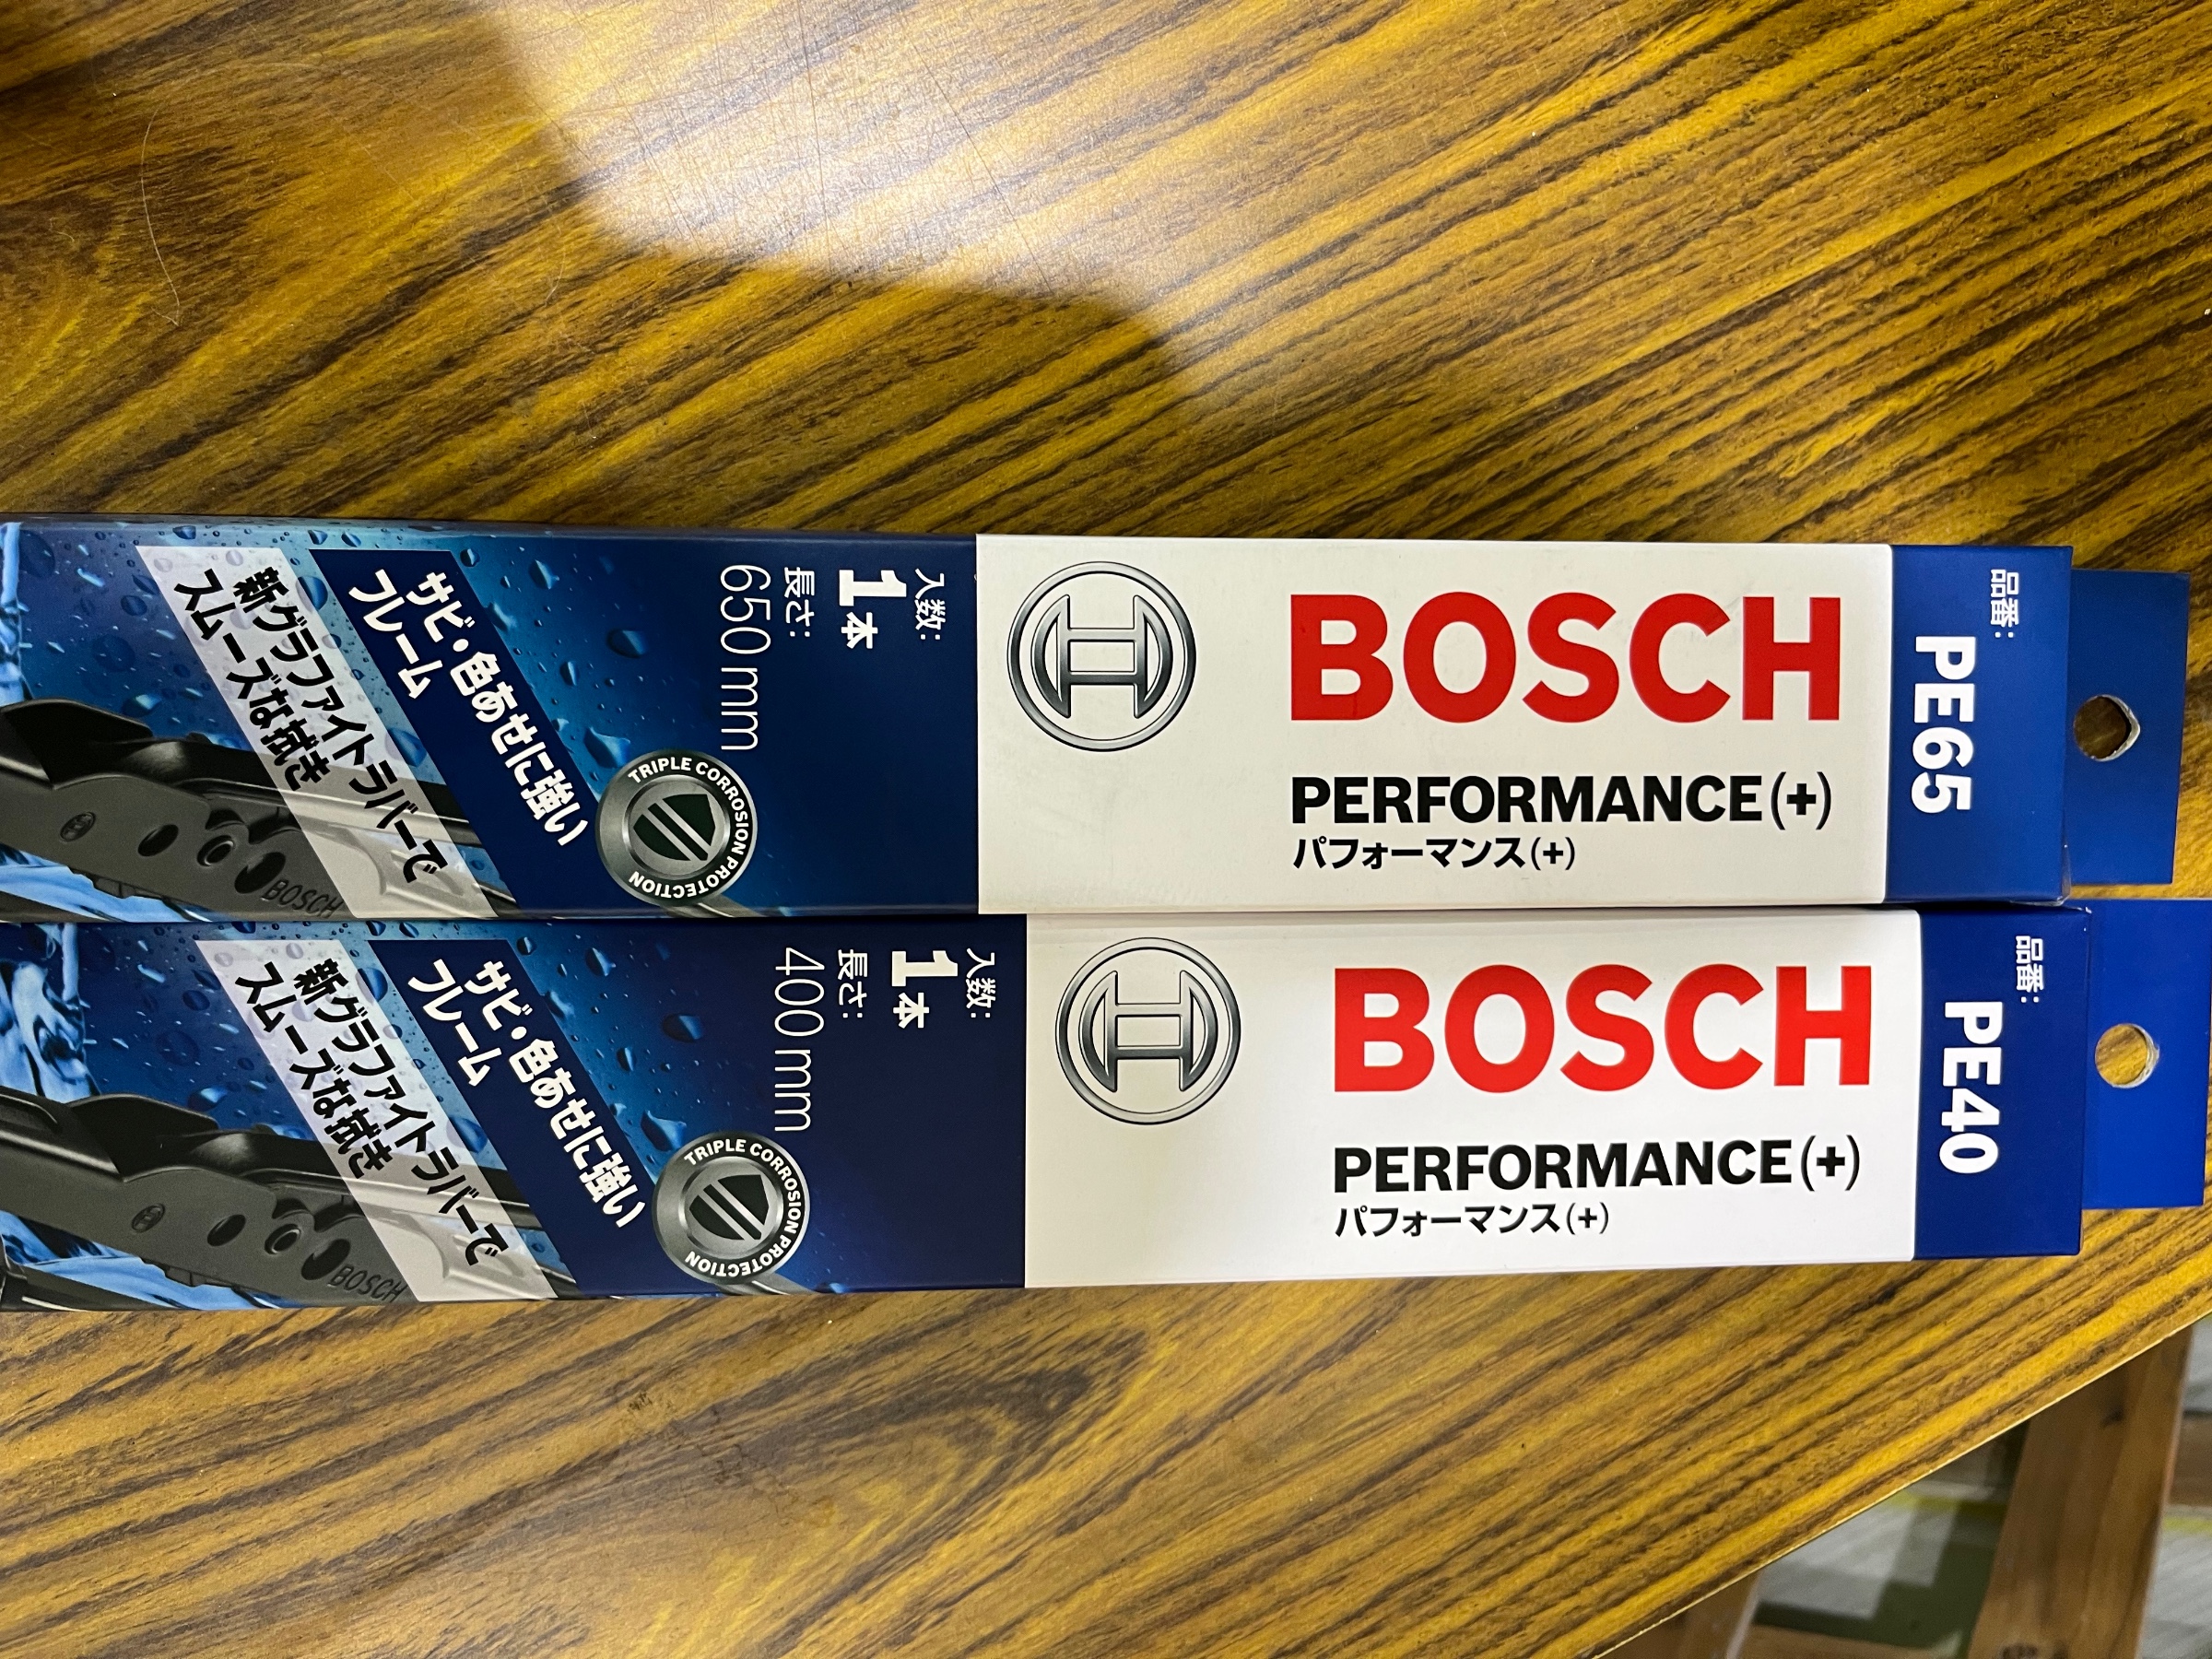 品番:
PE65
BOSCH
PERFORMANCE(+)
パフォーマンス(+)
入数:
1本
長さ:
650mm
TRIPLE CORROSION PROTECTION
サビ・色あせに強い
フレーム
新グラファイトラバーで
スムーズな拭き
BOSCH
品番:
PE40
BOSCH
PERFORMANCE(+)
パフォーマンス(+)
入数:
1本
長さ:
400mm
TRIPLE CORROSION PROTECTION
サビ・色あせに強い
フレーム
新グラファイトラバーで
スムーズな拭き
BOSCH